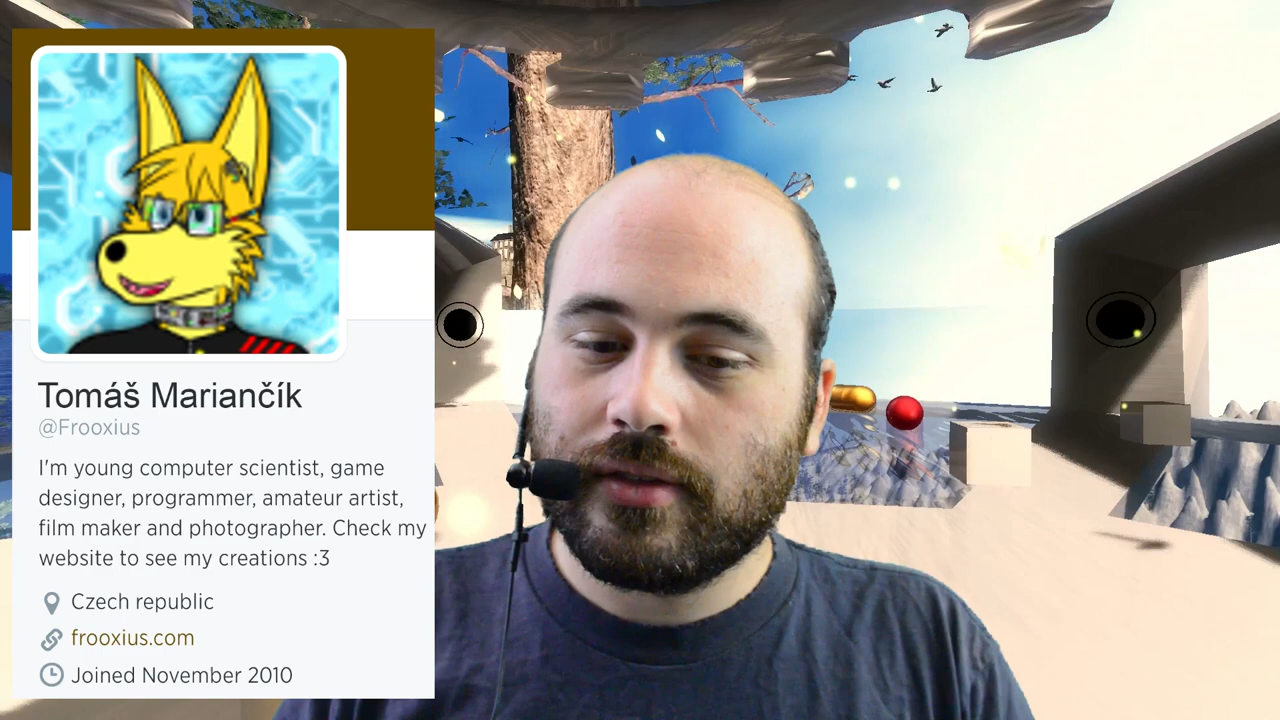 Tomáš Mariančík
@Frooxius
I'm young computer scientist, game
designer, programmer, amateur artist,
film maker and photographer. Check my
website to see my creations :3
Czech republic
frooxius.com
Joined November 2010